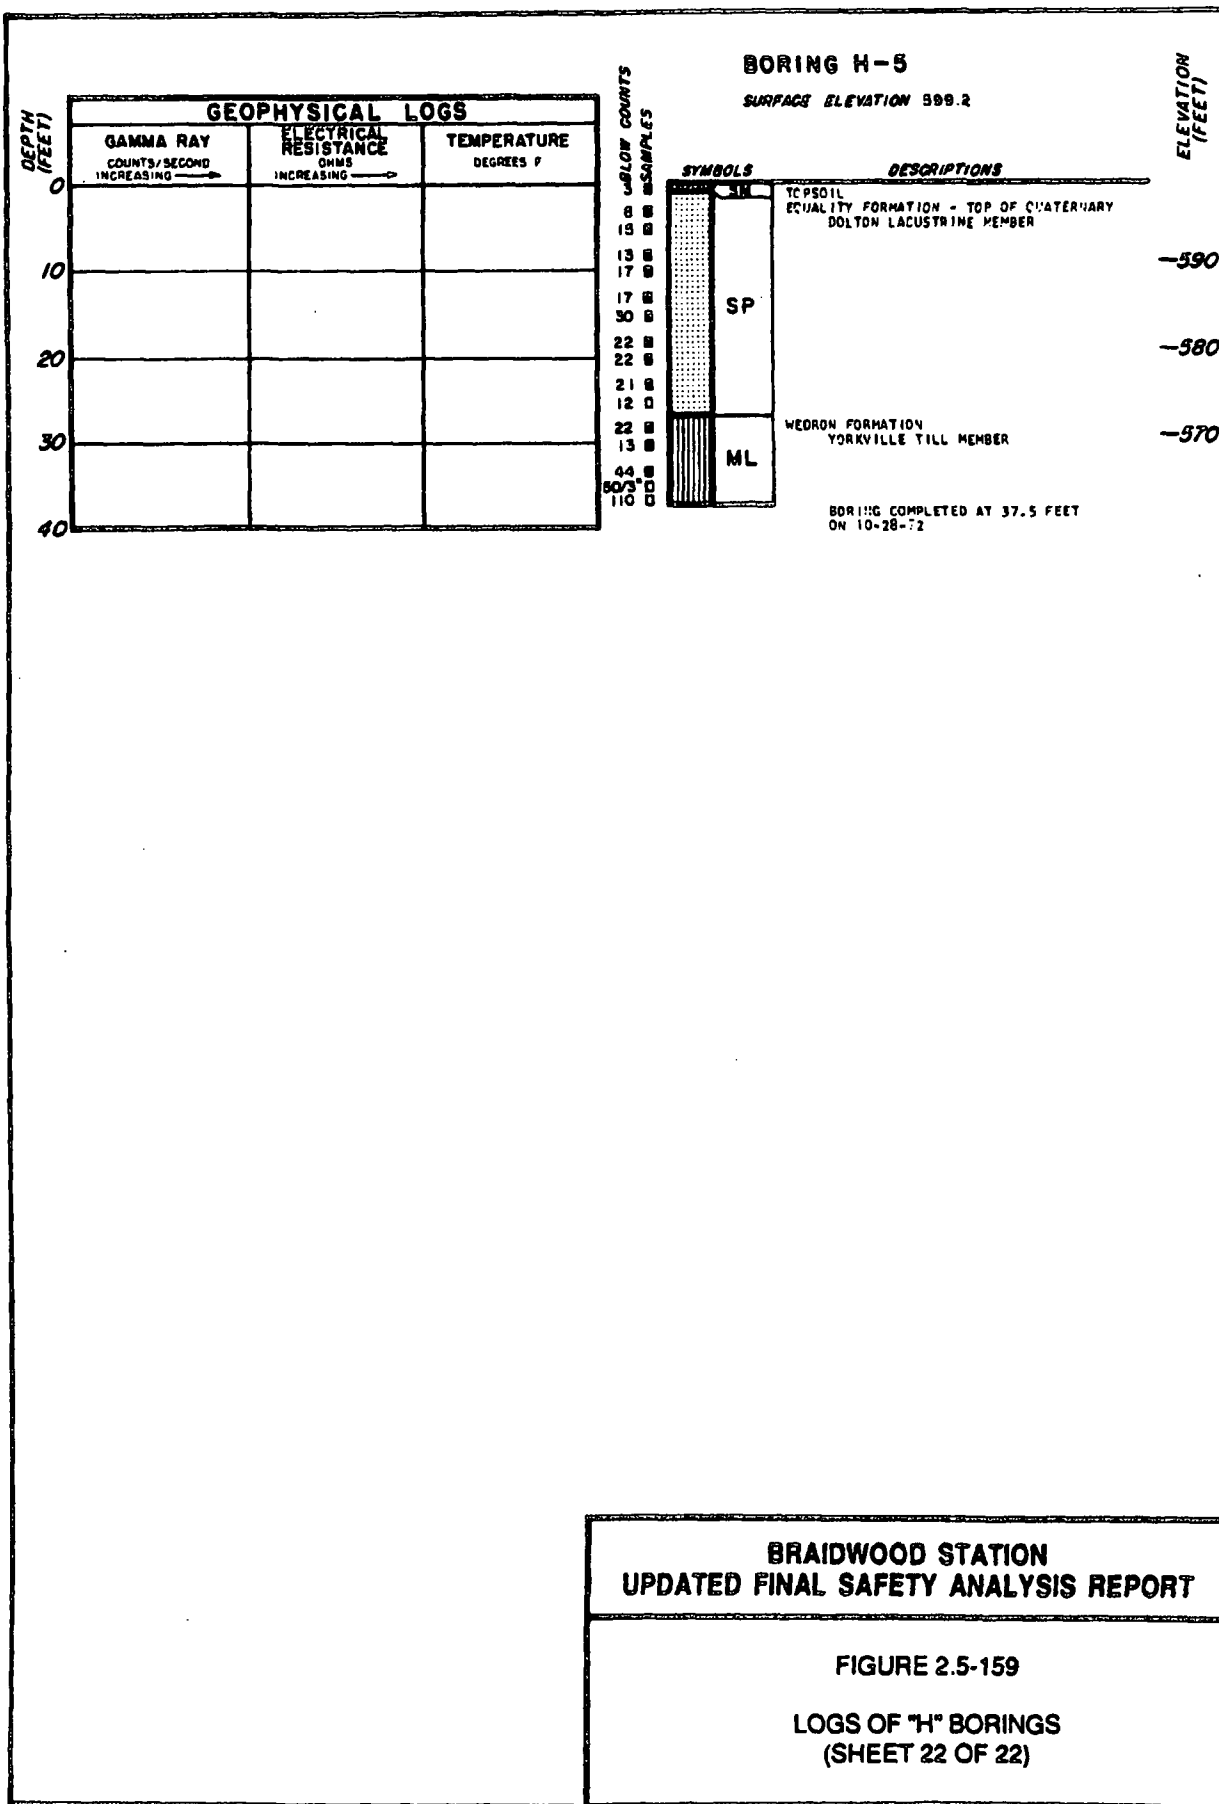 BORING H-5
SURFACE ELEVATION 599.2
DEPTH
(FEET)
GEOPHYSICAL LOGS
GAMMA RAY
COUNTS/SECOND
INCREASING
ELECTRICAL
RESISTANCE
OHMS
INCREASING
TEMPERATURE
DEGREES F
BLOW COUNTS
SAMPLES
SYMBOLS
DESCRIPTIONS
ELEVATION
(FEET)
0
10
20
30
40
8
15
13
17
17
30
22
22
21
12
22
13
44
50/3"
110
SM
SP
ML
TOPSOIL
EQUALITY FORMATION - TOP OF QUATERNARY
DOLTON LACUSTRINE MEMBER
WEDRON FORMATION
YORKVILLE TILL MEMBER
BORING COMPLETED AT 37.5 FEET
ON 10-28-72
-590
-580
-570
BRAIDWOOD STATION
UPDATED FINAL SAFETY ANALYSIS REPORT
FIGURE 2.5-159
LOGS OF "H" BORINGS
(SHEET 22 OF 22)